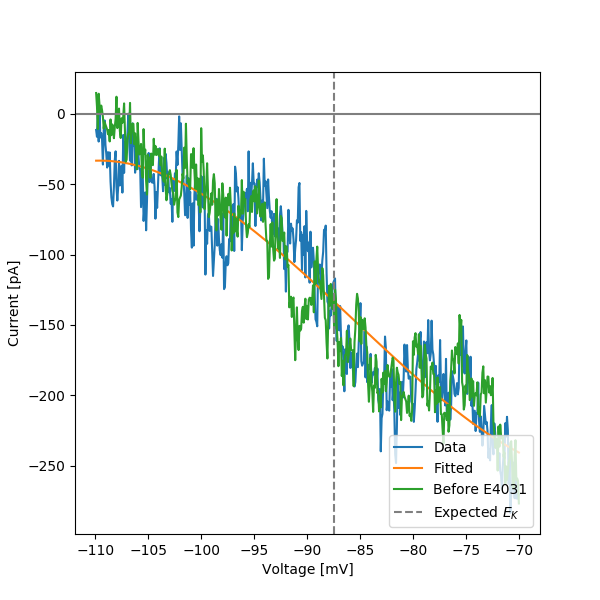 0
−50
−100
−150
−200
−250
Current [pA]
Data
Fitted
Before E4031
Expected $E_K$
−110
−105
−100
−95
−90
−85
−80
−75
−70
Voltage [mV]